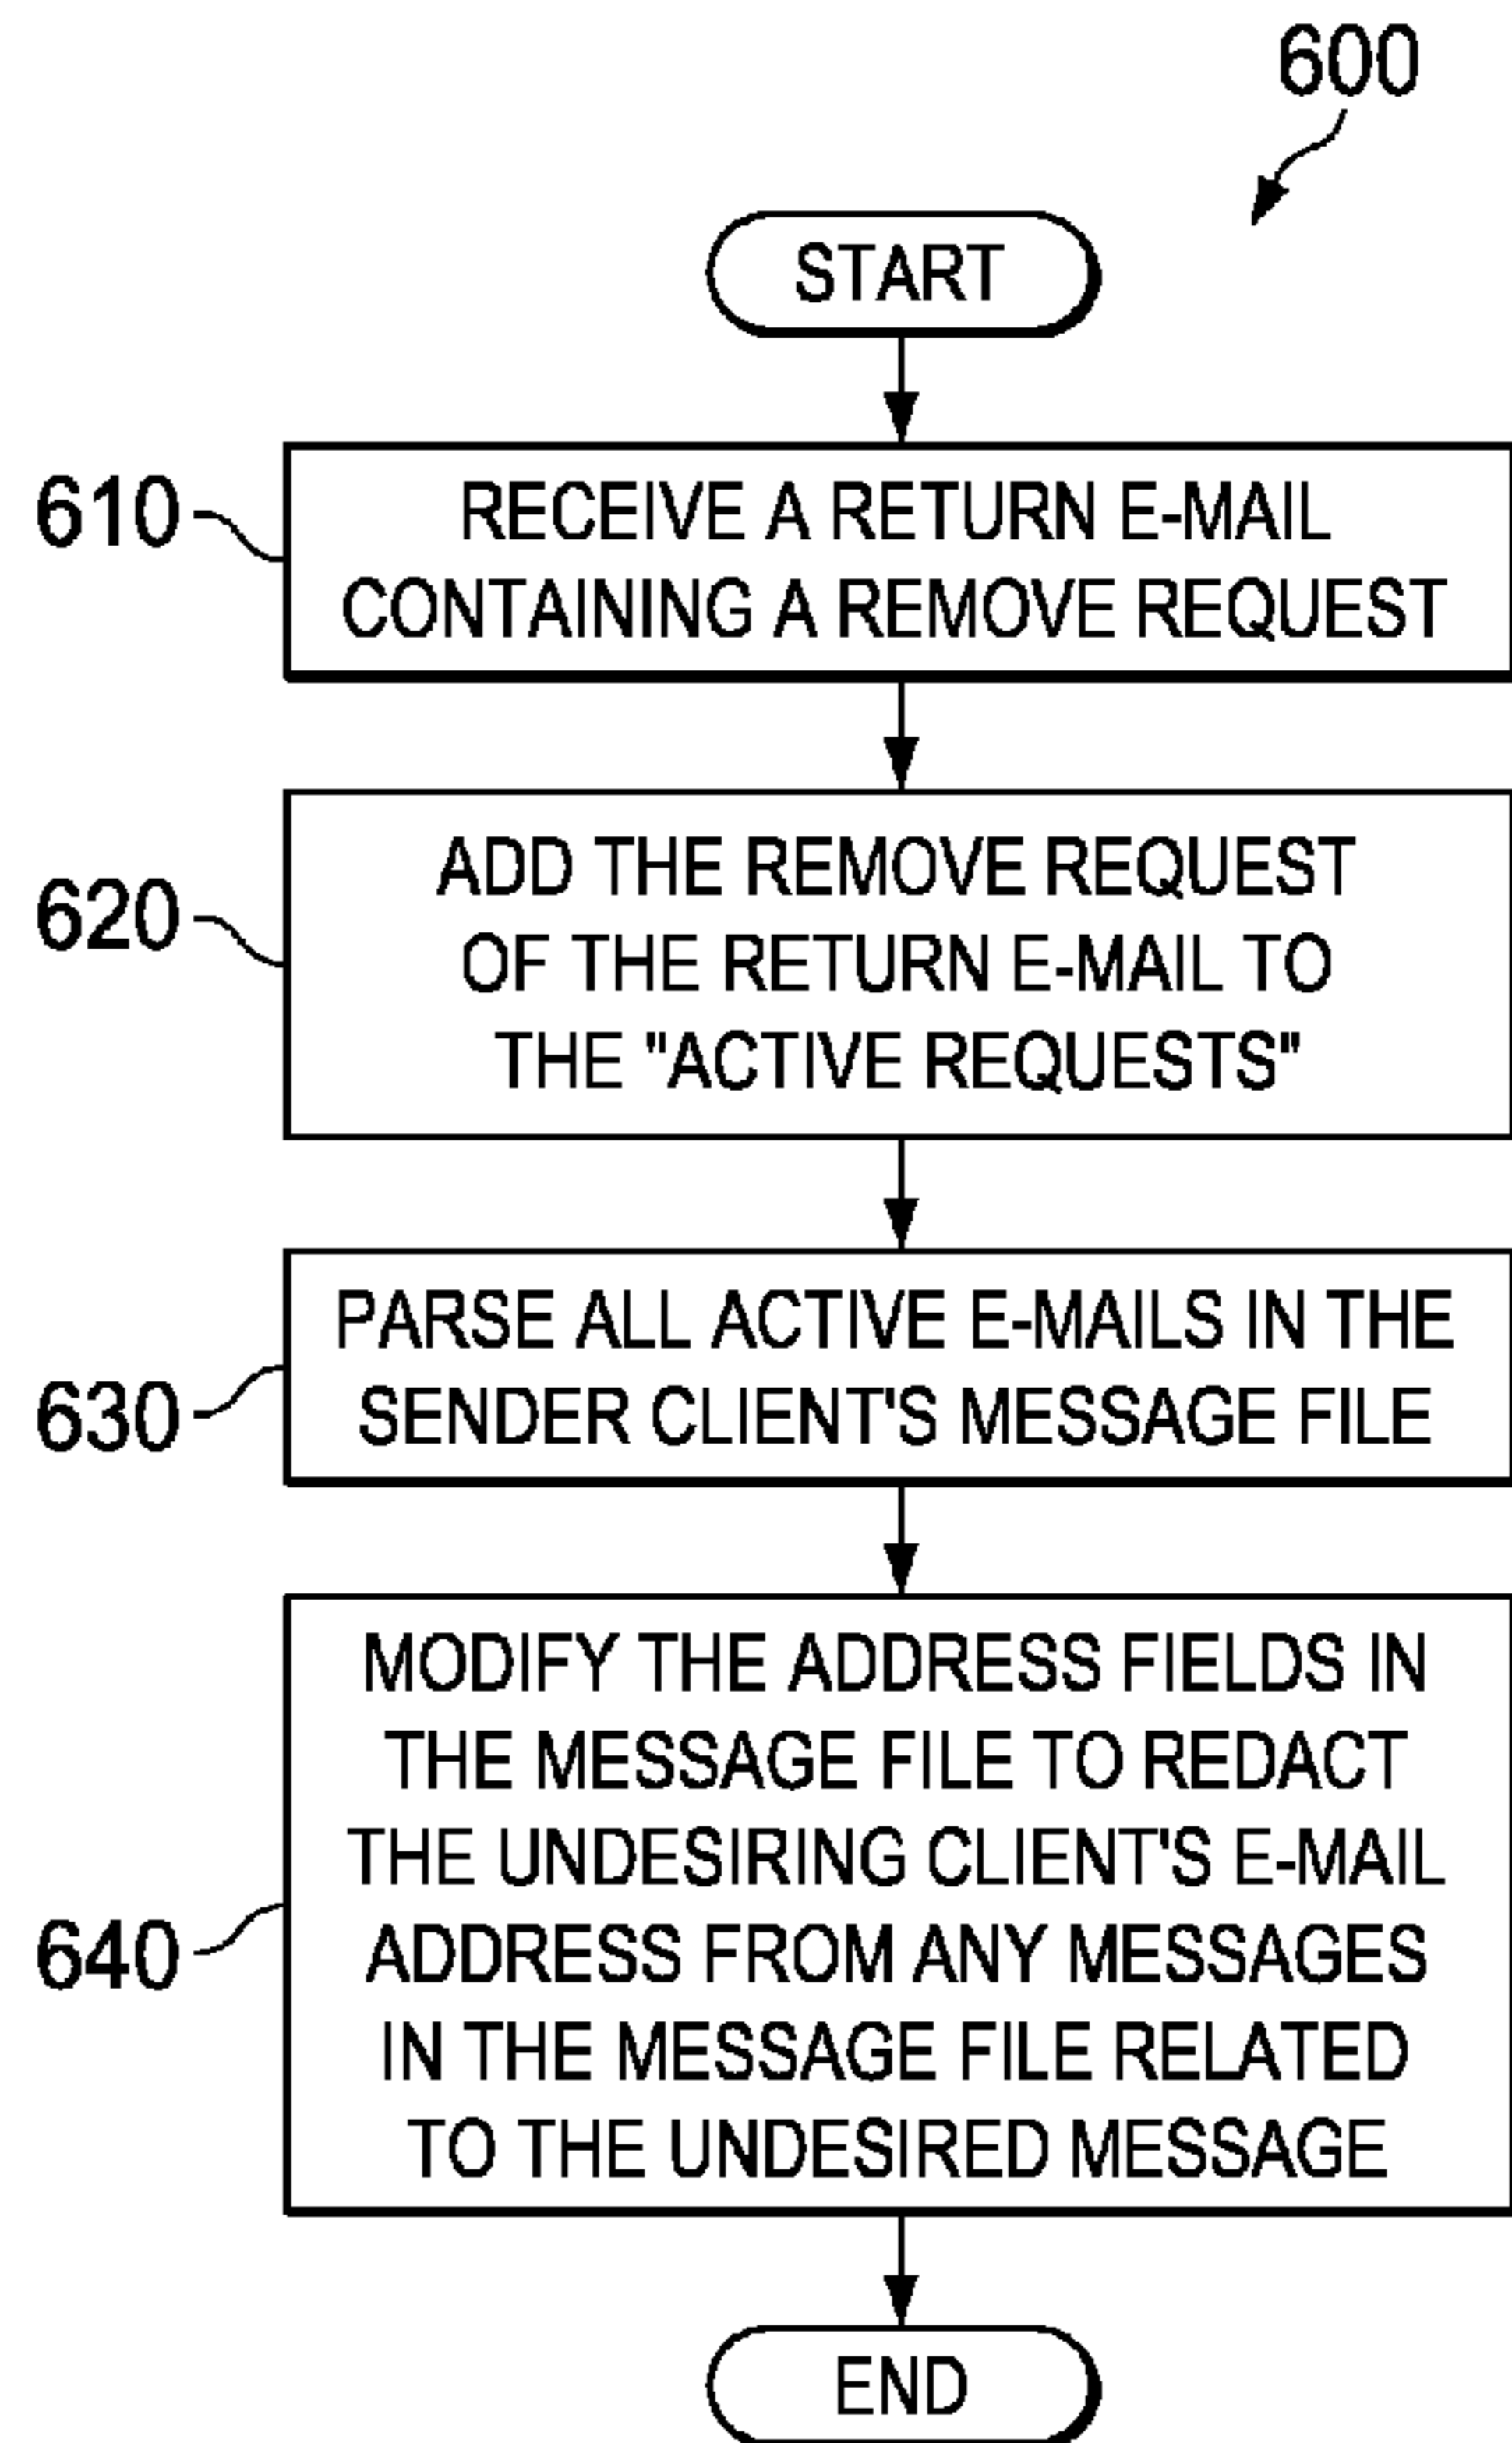 600
START
610
RECEIVE A RETURN E-MAIL
CONTAINING A REMOVE REQUEST
620
ADD THE REMOVE REQUEST
OF THE RETURN E-MAIL TO
THE "ACTIVE REQUESTS"
630
PARSE ALL ACTIVE E-MAILS IN THE
SENDER CLIENT'S MESSAGE FILE
640
MODIFY THE ADDRESS FIELDS IN
THE MESSAGE FILE TO REDACT
THE UNDESIRING CLIENT'S E-MAIL
ADDRESS FROM ANY MESSAGES
IN THE MESSAGE FILE RELATED
TO THE UNDESIRED MESSAGE
END